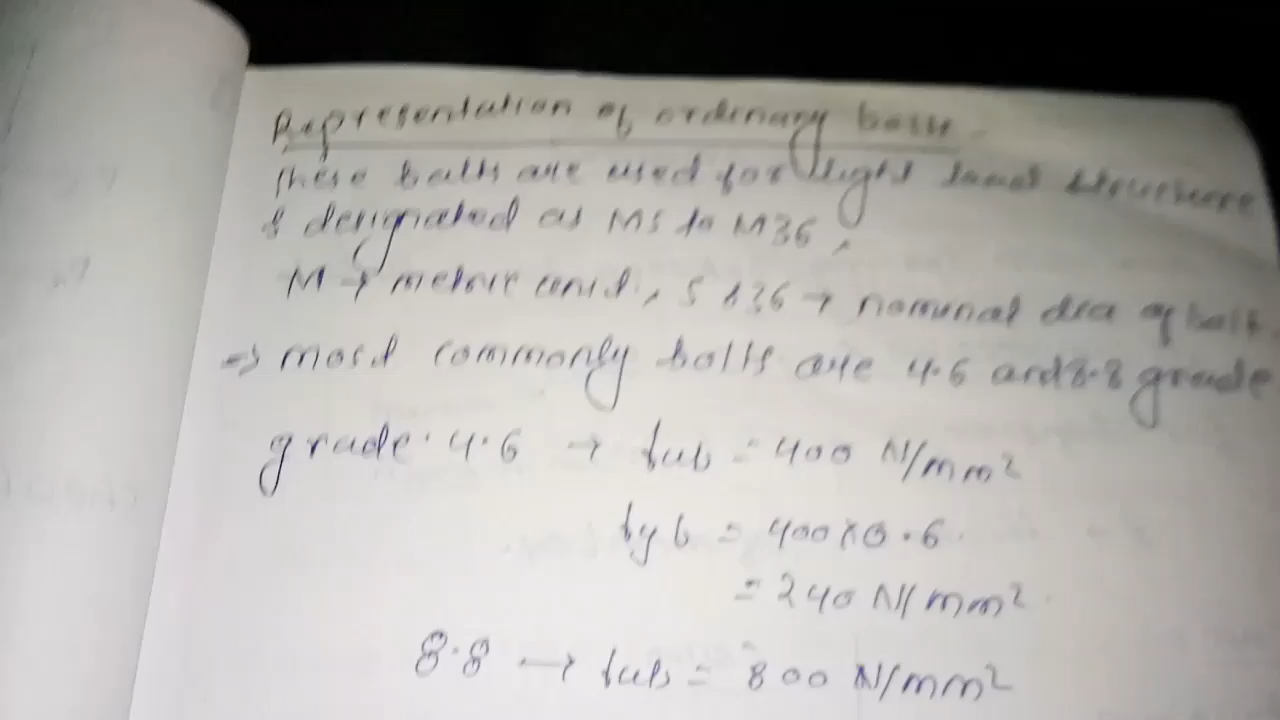 Representation of ordinary bolts.
These bolts are used for light load structure
& designated as M5 to M36,
M → metric unit, 5 & 36 → nominal dia of bolt.
⇒ most commonly bolts are 4.6 and 8.8 grade
grade 4.6 → fub = 400 N/mm²
fyb = 400×0.6
= 240 N/mm²
8.8 → fub = 800 N/mm²